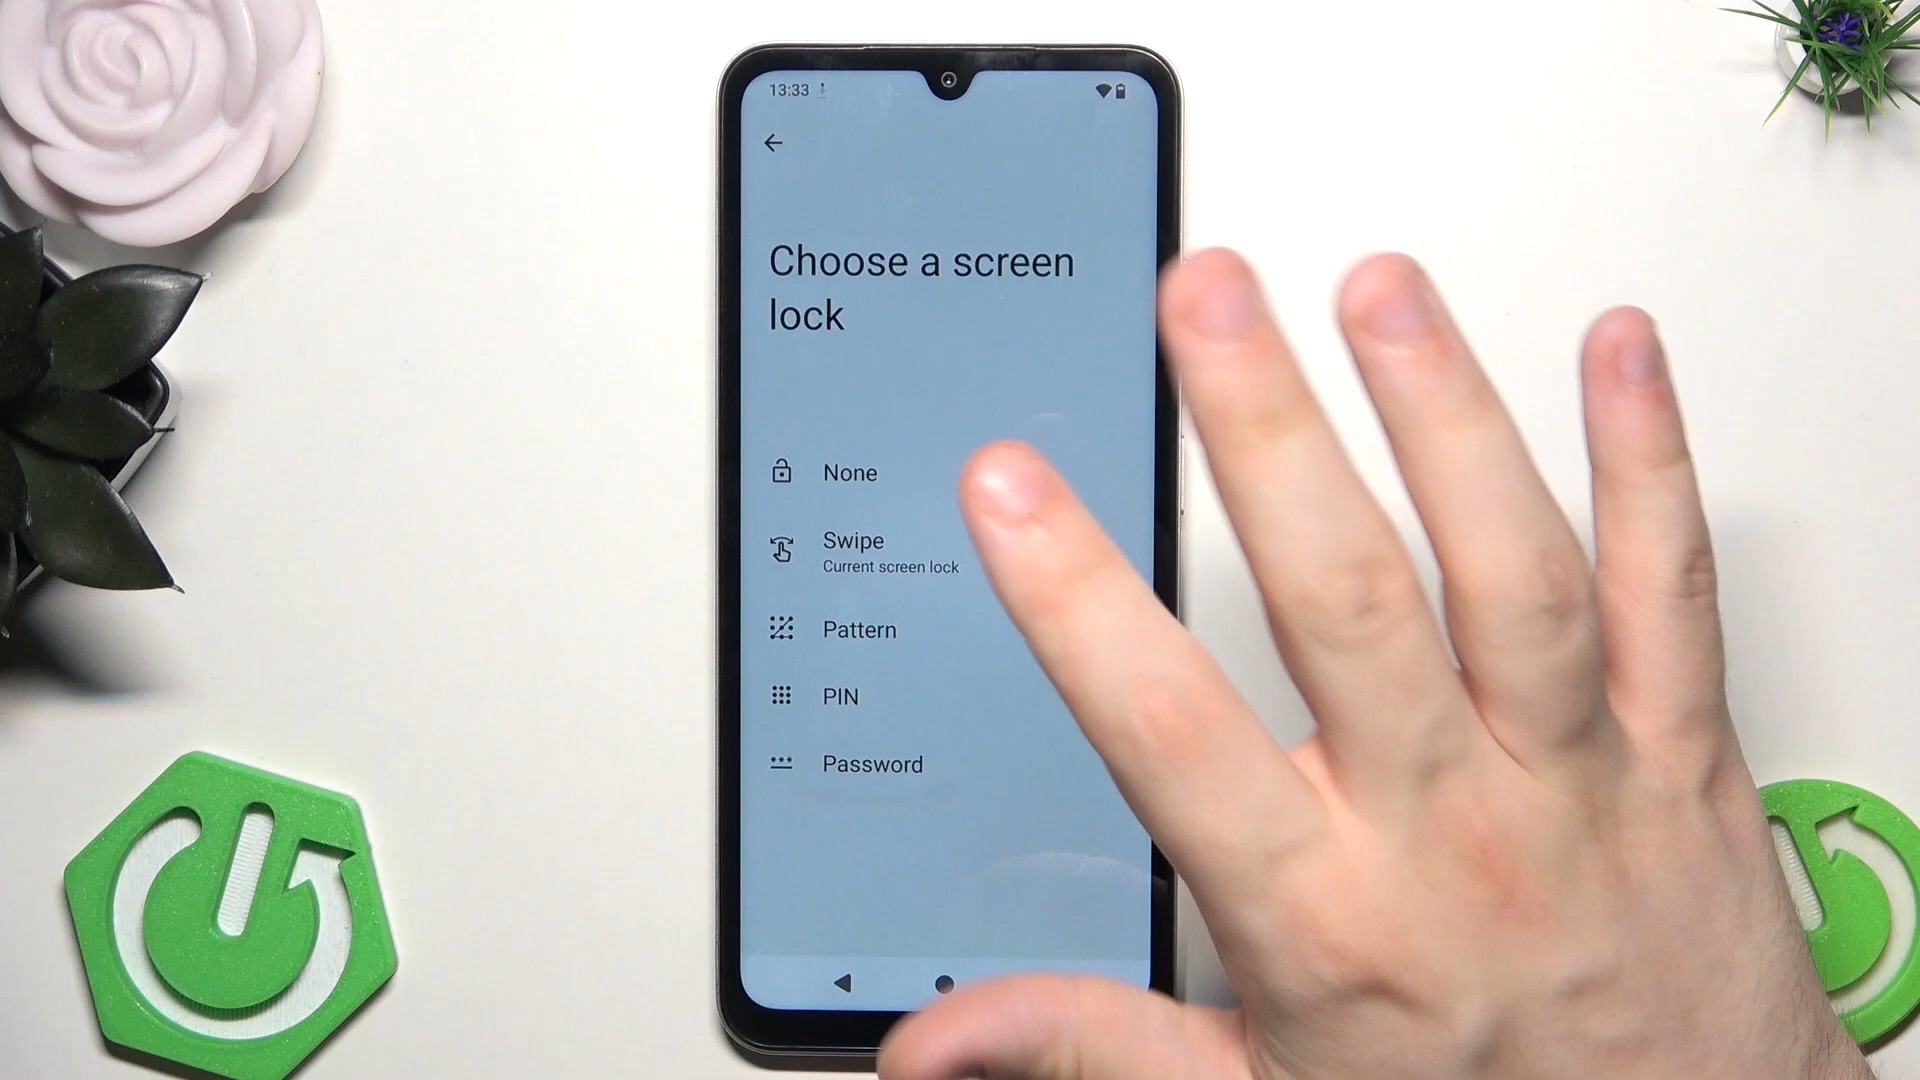 13:33
Choose a screen
lock
None
Swipe
Current screen lock
Pattern
PIN
Password